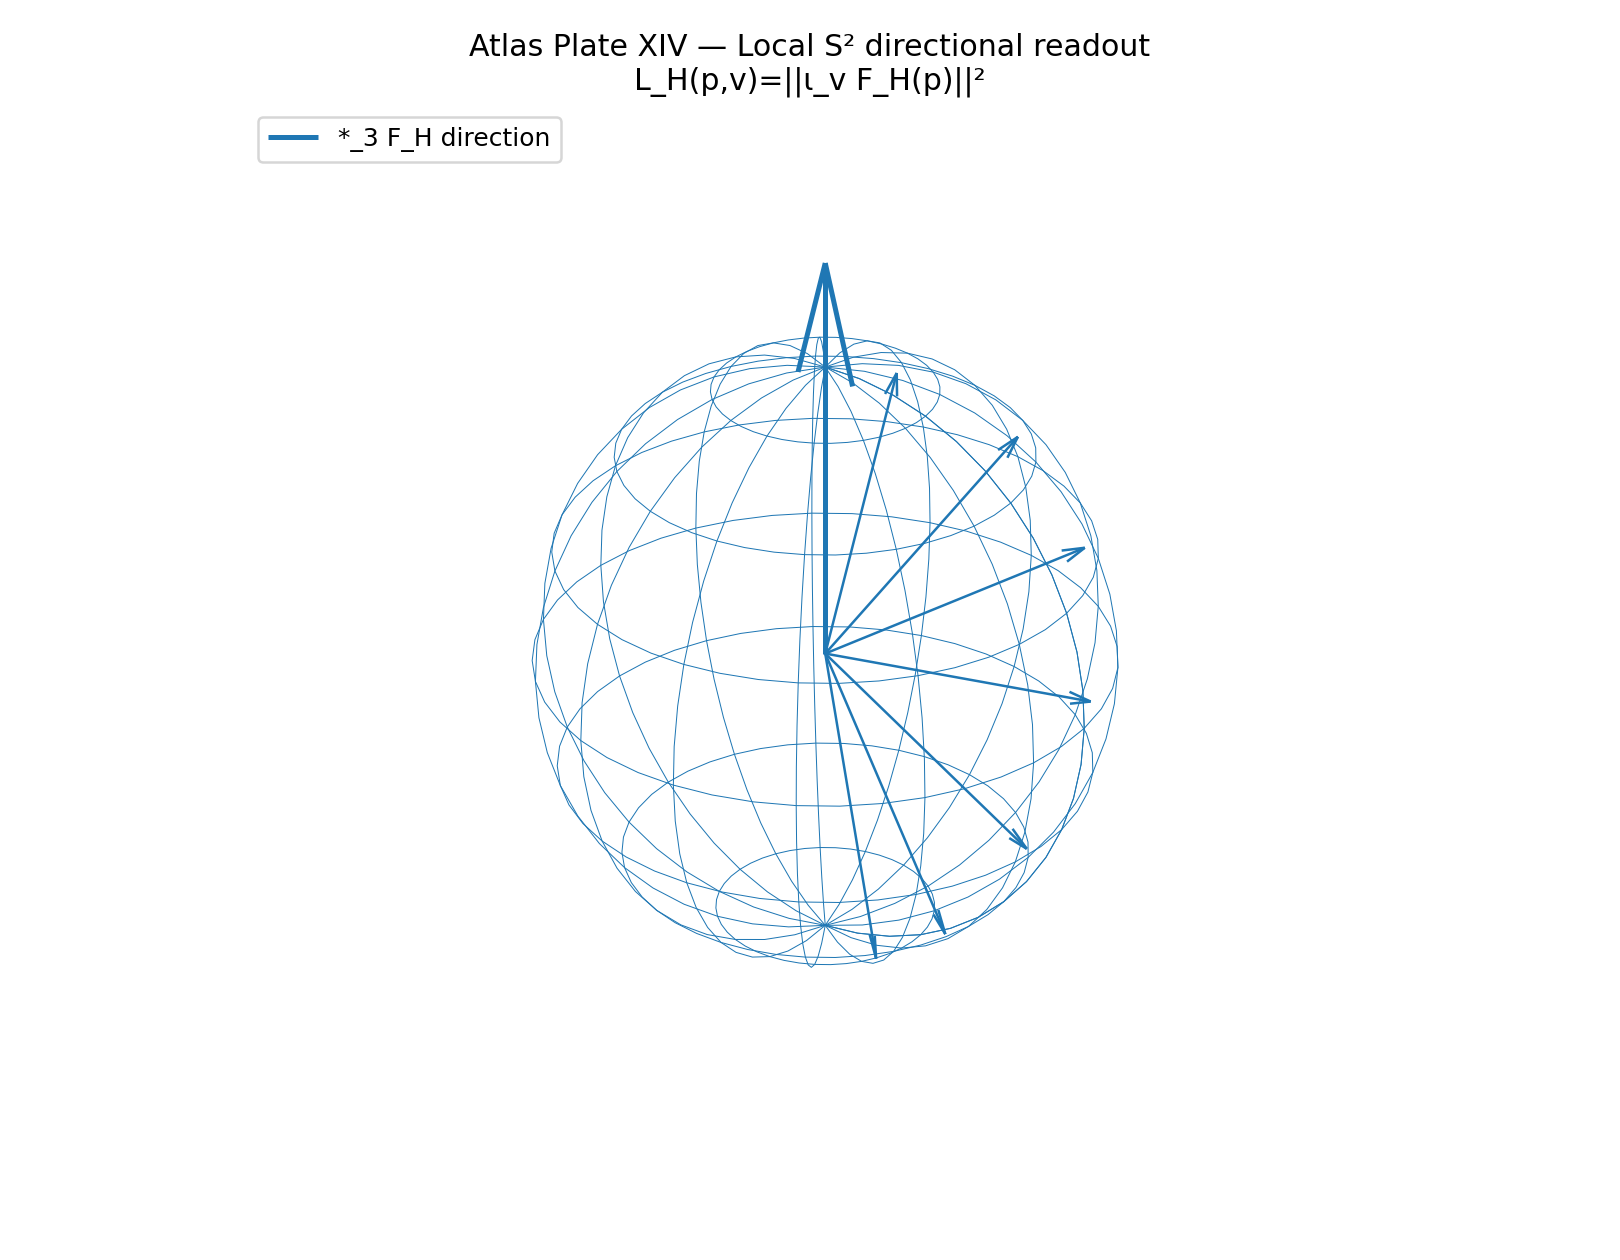 Atlas Plate XIV — Local S² directional readout
L_H(p,v)=||ι_v F_H(p)||²
*_3 F_H direction